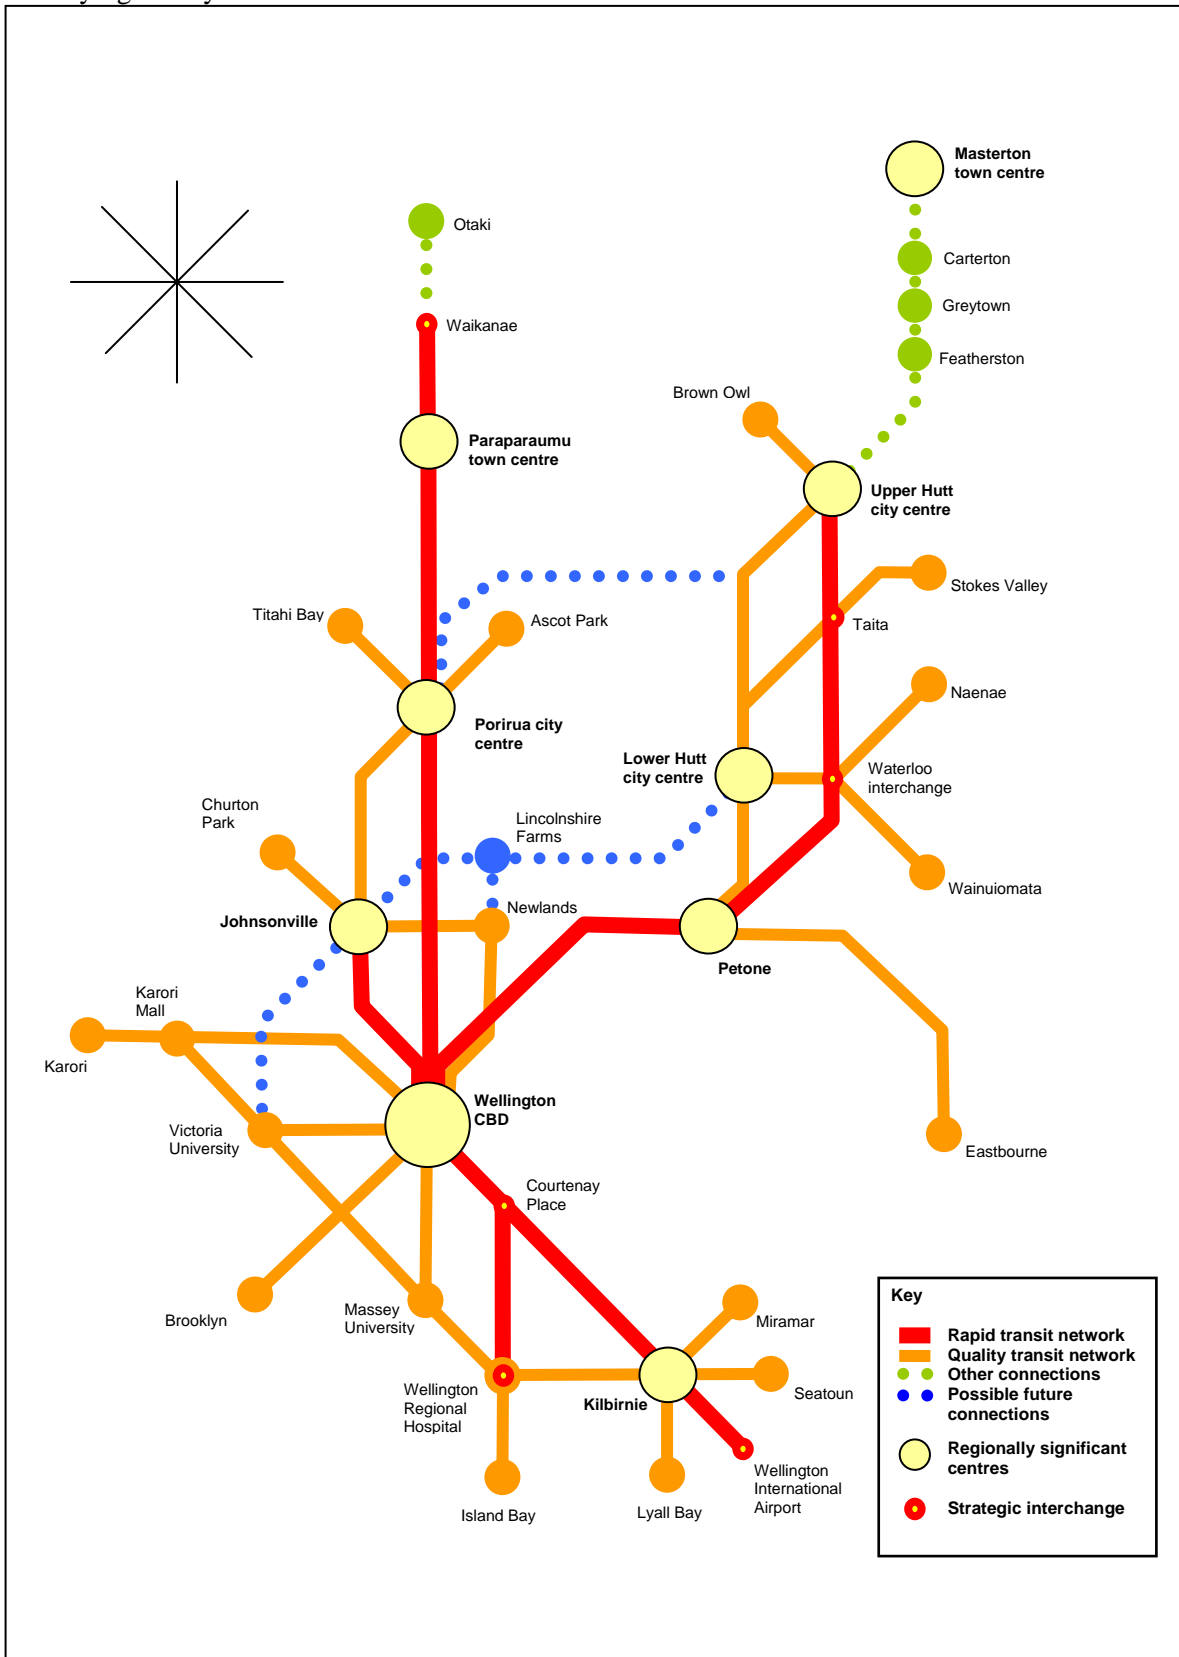 Masterton
town centre
Otaki
Carterton
Greytown
Waikanae
Featherston
Brown Owl
Paraparaumu
town centre
Upper Hutt
city centre
Stokes Valley
Titahi Bay
Ascot Park
Taita
Naenae
Porirua city
centre
Lower Hutt
city centre
Waterloo
interchange
Churton
Park
Lincolnshire
Farms
Wainuiomata
Newlands
Johnsonville
Petone
Karori
Mall
Karori
Wellington
CBD
Victoria
University
Eastbourne
Courtenay
Place
Brooklyn
Massey
University
Miramar
Wellington
Regional
Hospital
Kilbirnie
Seatoun
Wellington
International
Airport
Island Bay
Lyall Bay
Key
Rapid transit network
Quality transit network
Other connections
Possible future
connections
Regionally significant
centres
Strategic interchange